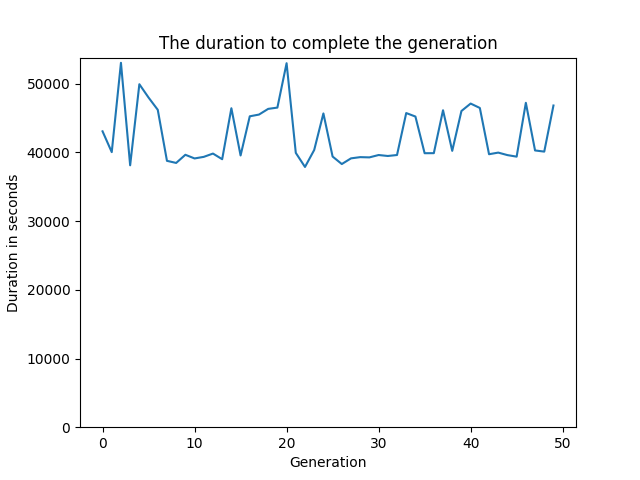 The duration to complete the generation
50000
40000
30000
20000
10000
0
Duration in seconds
0 10 20 30 40 50
Generation